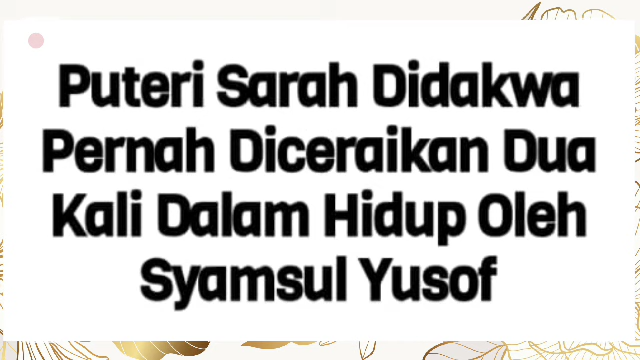 Puteri Sarah Didakwa
Pernah Diceraikan Dua
Kali Dalam Hidup Oleh
Syamsul Yusof